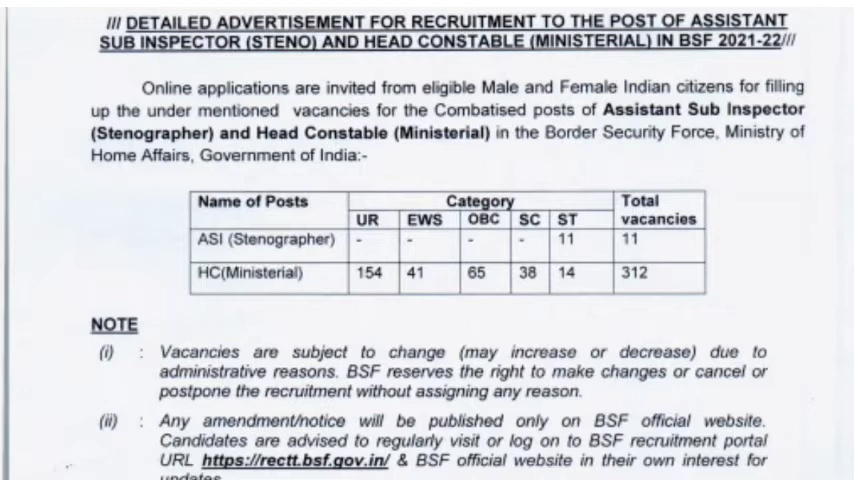 /// DETAILED ADVERTISEMENT FOR RECRUITMENT TO THE POST OF ASSISTANT
SUB INSPECTOR (STENO) AND HEAD CONSTABLE (MINISTERIAL) IN BSF 2021-22///
Online applications are invited from eligible Male and Female Indian citizens for filling
up the under mentioned vacancies for the Combatised posts of Assistant Sub Inspector
(Stenographer) and Head Constable (Ministerial) in the Border Security Force, Ministry of
Home Affairs, Government of India:-
Name of Posts Category Total
UR EWS OBC SC ST vacancies
ASI (Stenographer) - - - - 11 11
HC(Ministerial) 154 41 65 38 14 312
NOTE
(i) : Vacancies are subject to change (may increase or decrease) due to
administrative reasons. BSF reserves the right to make changes or cancel or
postpone the recruitment without assigning any reason.
(ii) : Any amendment/notice will be published only on BSF official website.
Candidates are advised to regularly visit or log on to BSF recruitment portal
URL https://rectt.bsf.gov.in/ & BSF official website in their own interest for
updates.